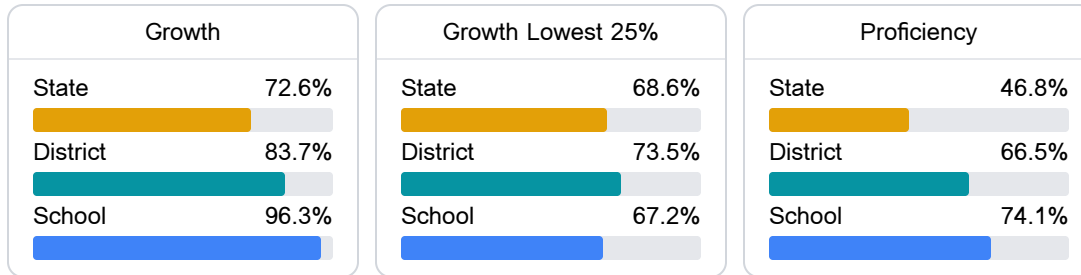 Growth
State 72.6%
District 83.7%
School 96.3%
Growth Lowest 25%
State 68.6%
District 73.5%
School 67.2%
Proficiency
State 46.8%
District 66.5%
School 74.1%